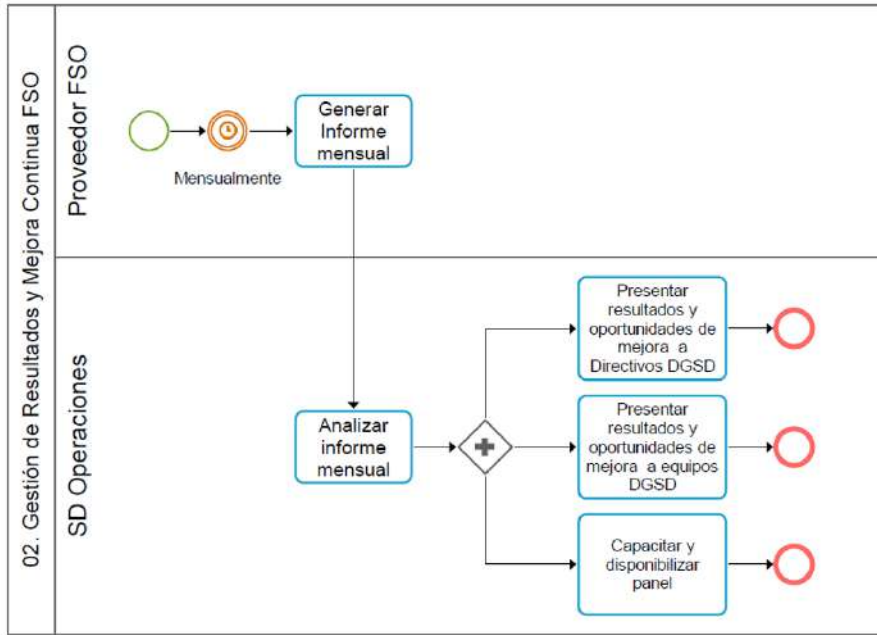 02. Gestión de Resultados y Mejora Continua FSO
Proveedor FSO
Mensualmente
Generar
Informe
mensual
SD Operaciones
Analizar
informe
mensual
Presentar
resultados y
oportunidades de
mejora a
Directivos DGSD
Presentar
resultados y
oportunidades de
mejora a equipos
DGSD
Capacitar y
disponibilizar
panel